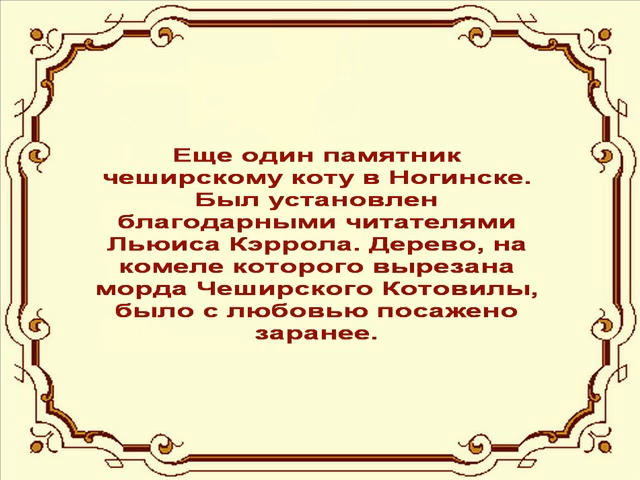 Еще один памятник
чеширскому коту в Ногинске.
Был установлен
благодарными читателями
Льюиса Кэррола. Дерево, на
комеле которого вырезана
морда Чеширского Котовилы,
было с любовью посажено
заранее.